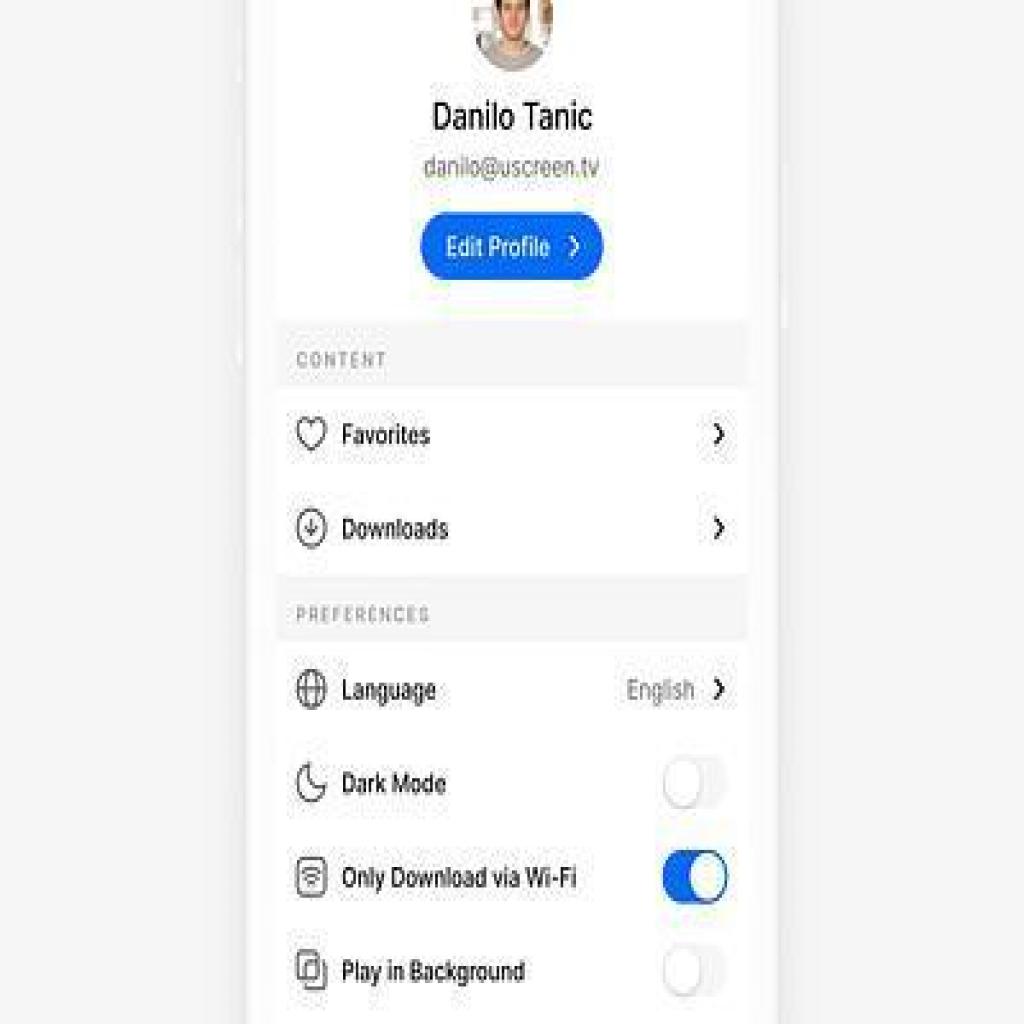 Danilo Tanic
danilo@uscreen.tv
Edit Profile
CONTENT
Favorites
Downloads
PREFERENCES
Language English
Dark Mode
Only Download via Wi-Fi
Play in Background